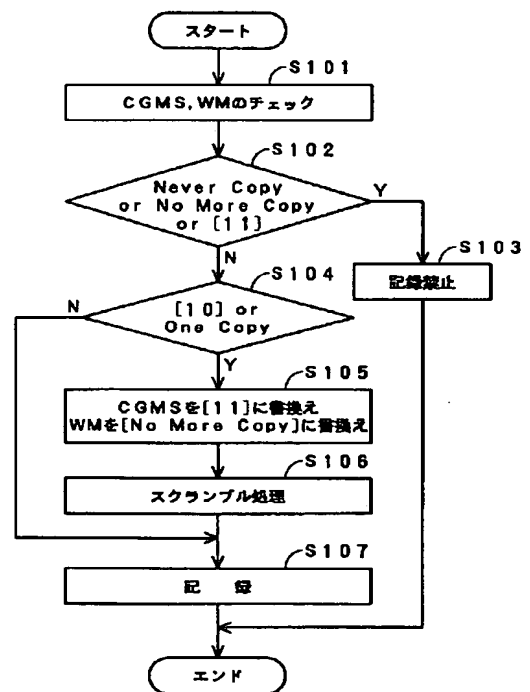 スタート
S101
CGMS,WMのチェック
S102
Never Copy
or No More Copy
or [11]
Y
N
S103
記録禁止
S104
[10] or
One Copy
N
Y
S105
CGMSを[11]に書換え
WMを[No More Copy]に書換え
S106
スクランブル処理
S107
記 録
エンド